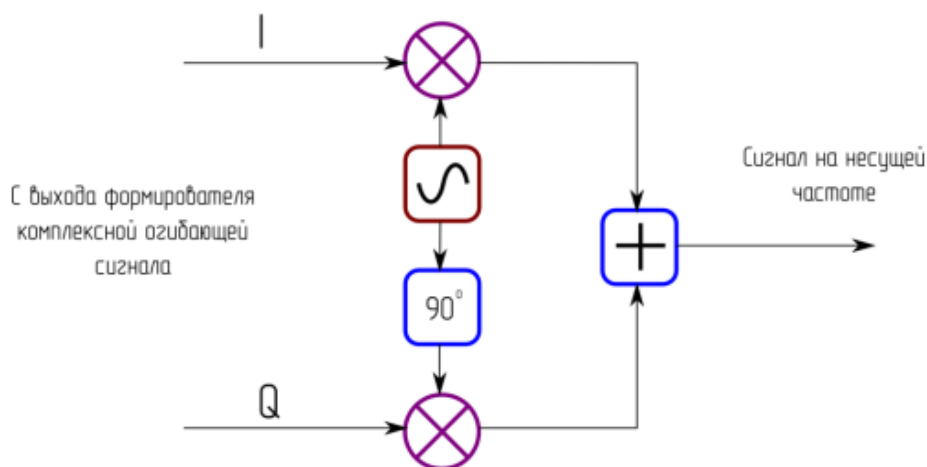 I
С выхода формирователя
комплексной огибающей
сигнала
90°
Q
Сигнал на несущей
частоте